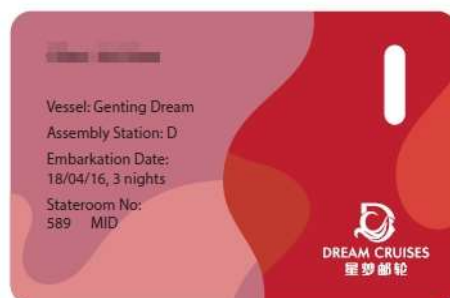 Vessel: Genting Dream
Assembly Station: D
Embarkation Date:
18/04/16, 3 nights
Stateroom No:
589 MID
DREAM CRUISES
星梦邮轮